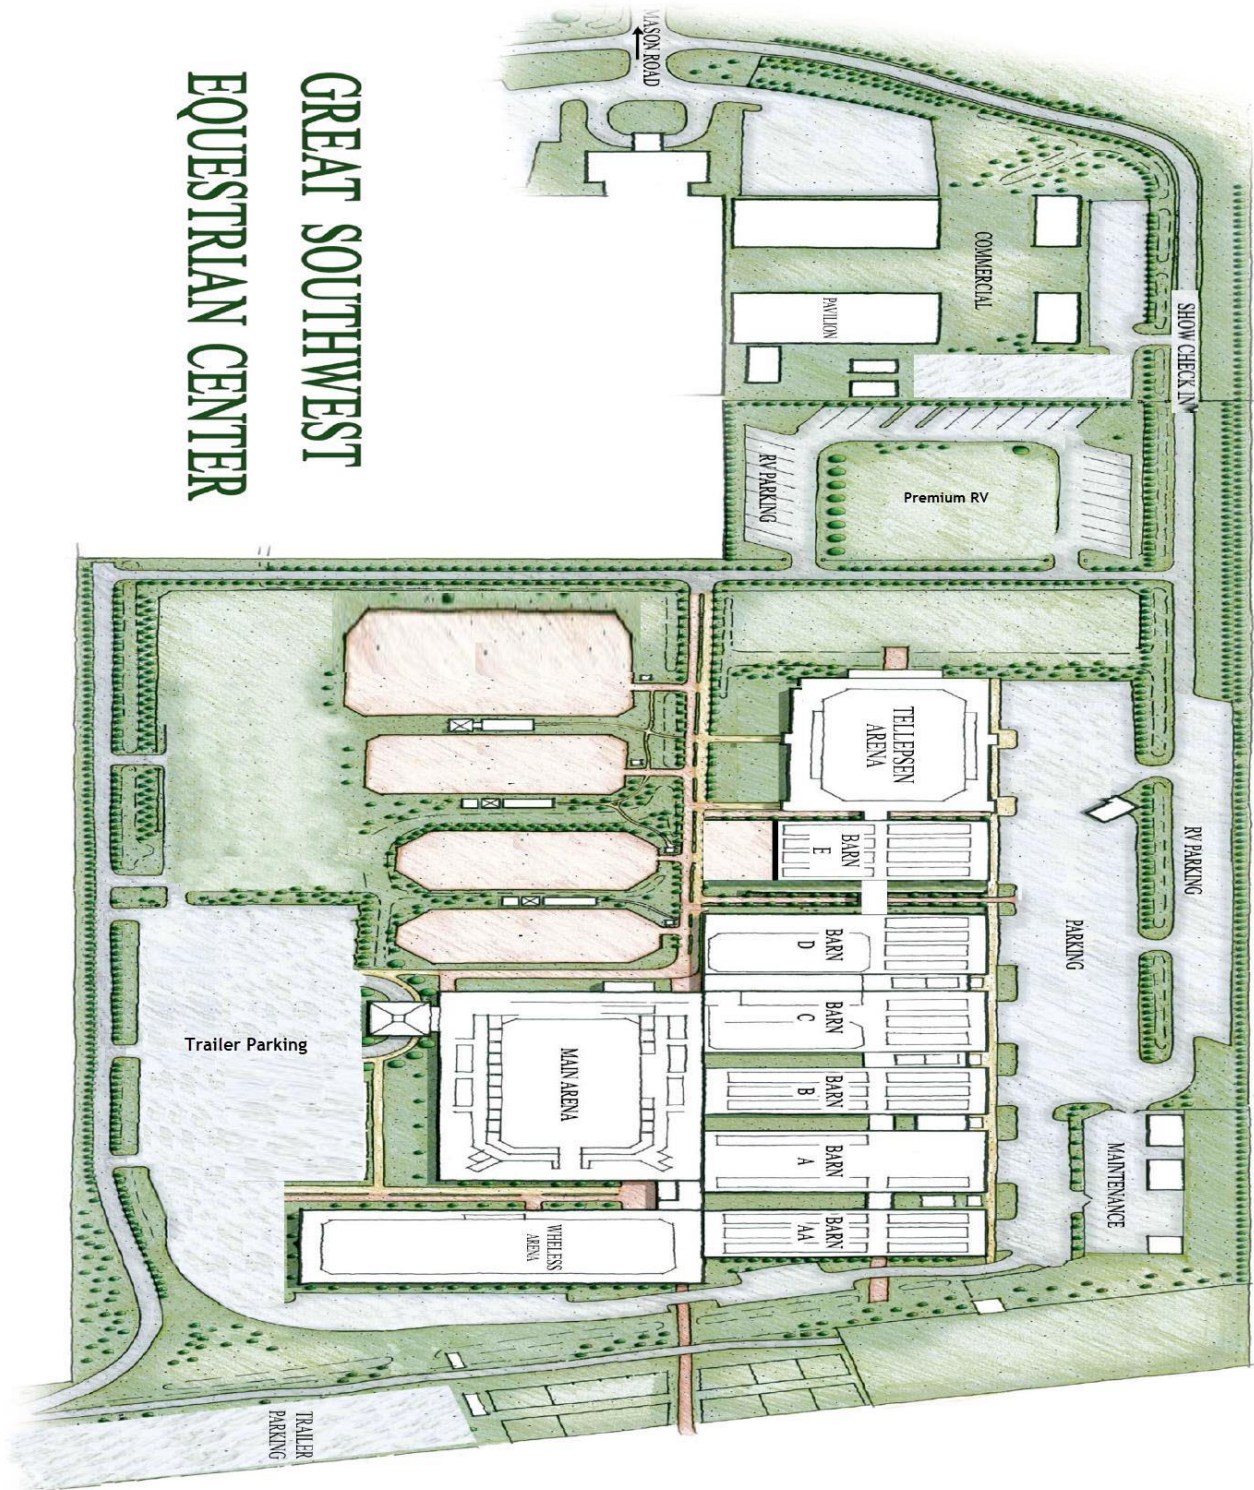 GREAT SOUTHWEST
EQUESTRIAN CENTER
MASON ROAD
COMMERCIAL
PAVILION
SHOW CHECK IN
RV PARKING
Premium RV
TELLEPSEN
ARENA
BARN
E
RV PARKING
PARKING
BARN
D
BARN
C
BARN
B
BARN
A
BARN
AA
MAINTENANCE
MAIN ARENA
Trailer Parking
WHELESS
ARENA
TRAILER
PARKING